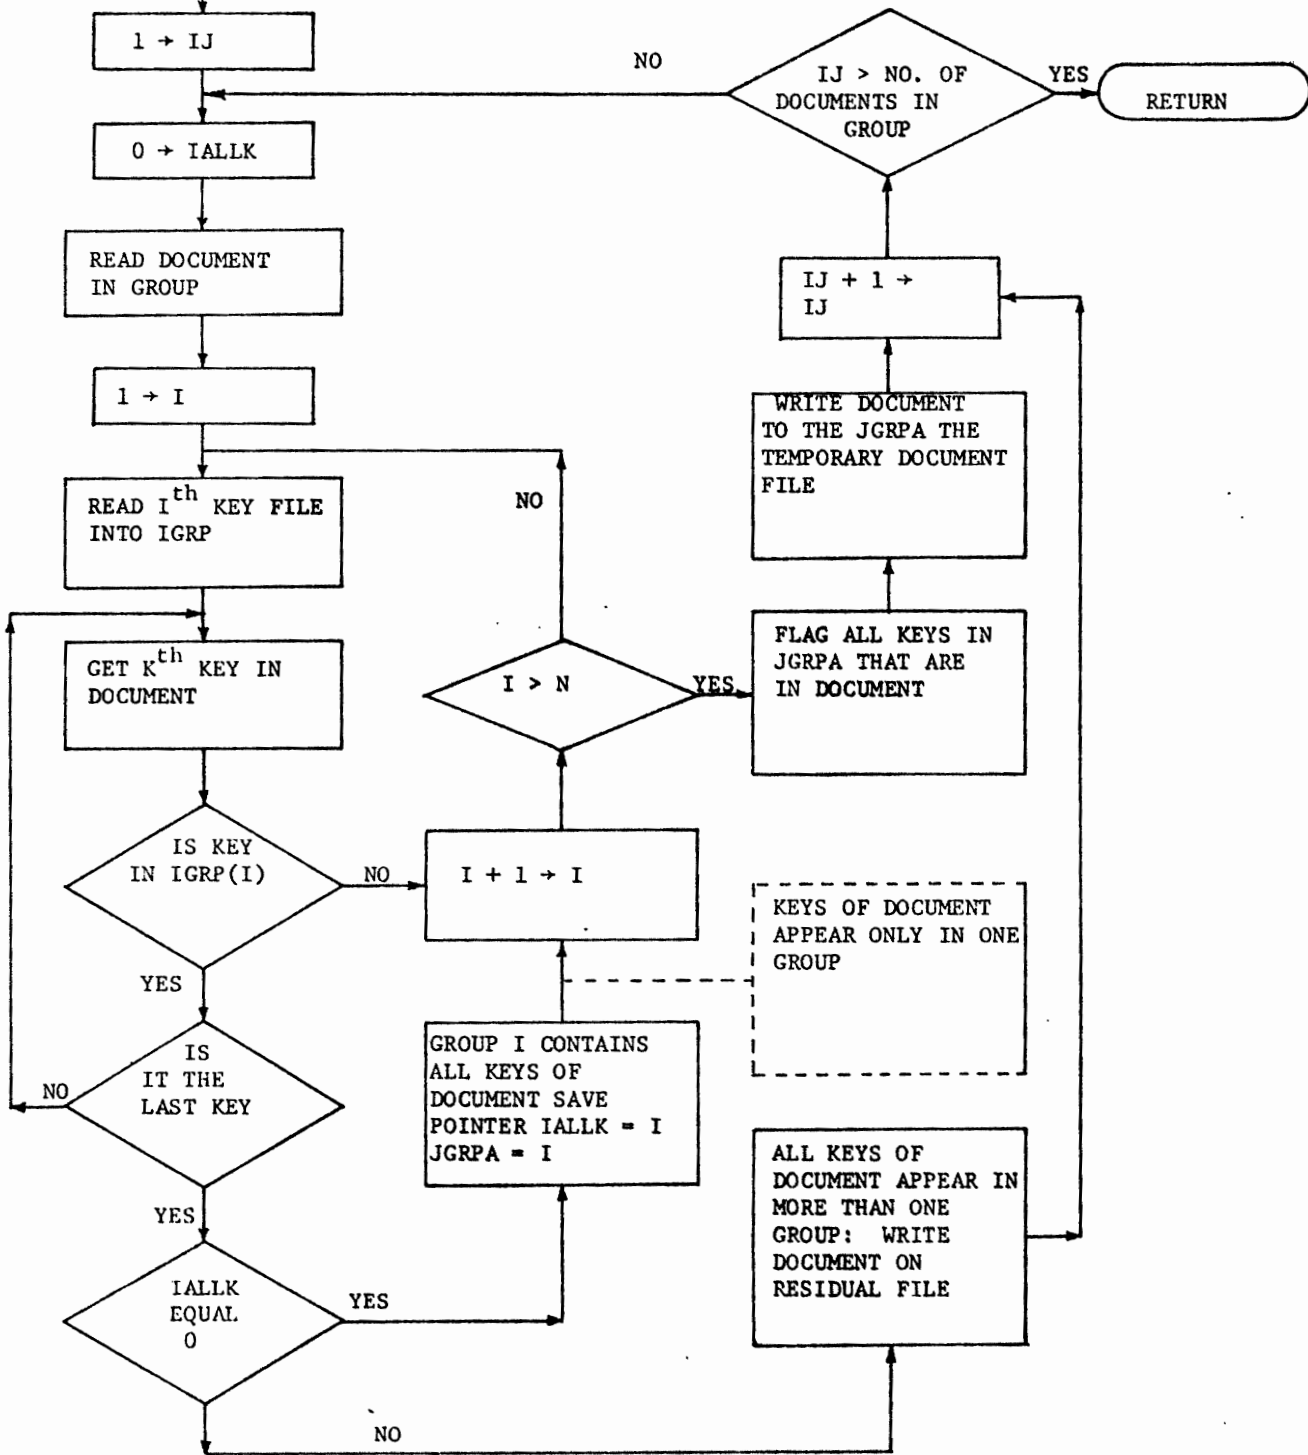 1 → IJ
0 → IALLK
READ DOCUMENT
IN GROUP
1 → I
READ I^th KEY FILE
INTO IGRP
GET K^th KEY IN
DOCUMENT
IS KEY
IN IGRP(I)
NO
YES
IS
IT THE
LAST KEY
NO
YES
IALLK
EQUAL
0
YES
NO
GROUP I CONTAINS
ALL KEYS OF
DOCUMENT SAVE
POINTER IALLK = I
JGRPA = I
I + 1 → I
I > N
NO
YES
FLAG ALL KEYS IN
JGRPA THAT ARE
IN DOCUMENT
WRITE DOCUMENT
TO THE JGRPA THE
TEMPORARY DOCUMENT
FILE
IJ + 1 →
IJ
IJ > NO. OF
DOCUMENTS IN
GROUP
NO
YES
RETURN
KEYS OF DOCUMENT
APPEAR ONLY IN ONE
GROUP
ALL KEYS OF
DOCUMENT APPEAR IN
MORE THAN ONE
GROUP: WRITE
DOCUMENT ON
RESIDUAL FILE